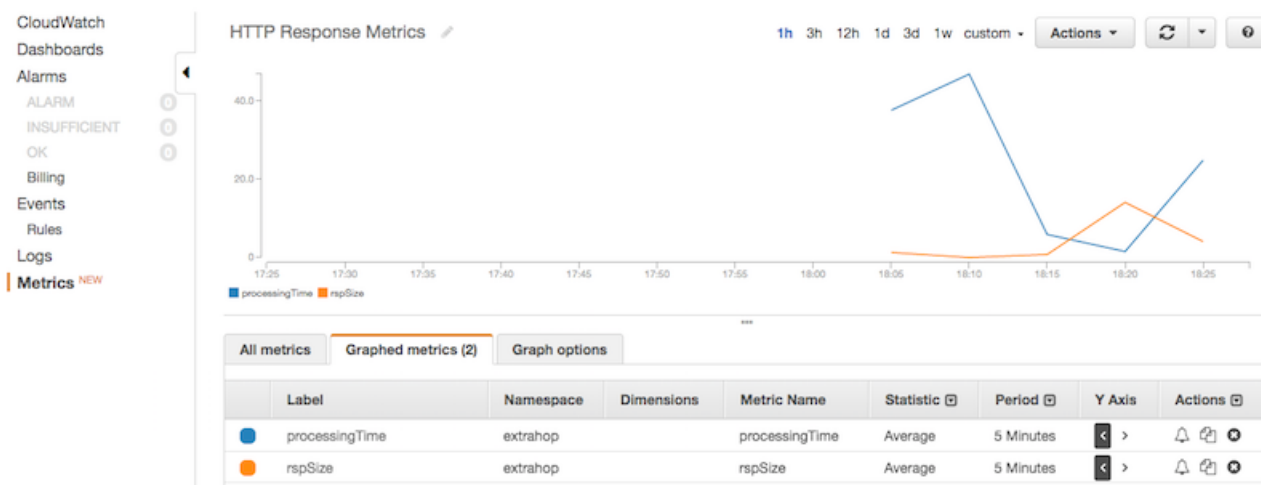 CloudWatch
Dashboards
Alarms
ALARM 0
INSUFFICIENT 0
OK 0
Billing
Events
Rules
Logs
Metrics NEW
HTTP Response Metrics
1h 3h 12h 1d 3d 1w custom Actions
40.0
20.0
0
17:25 17:30 17:35 17:40 17:45 17:50 17:55 18:00 18:05 18:10 18:15 18:20 18:25
processingTime rspSize
All metrics Graphed metrics (2) Graph options
Label Namespace Dimensions Metric Name Statistic Period Y Axis Actions
processingTime extrahop processingTime Average 5 Minutes < >
rspSize extrahop rspSize Average 5 Minutes < >